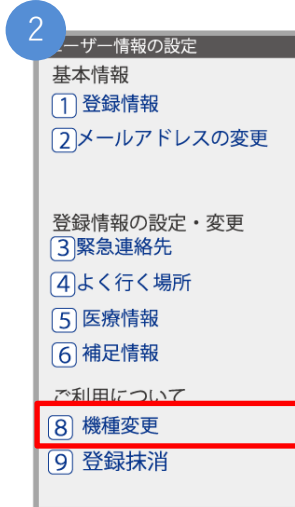 2
ーザー情報の設定
基本情報
1 登録情報
2 メールアドレスの変更
登録情報の設定・変更
3 緊急連絡先
4 よく行く場所
5 医療情報
6 補足情報
ご利用について
8 機種変更
9 登録抹消